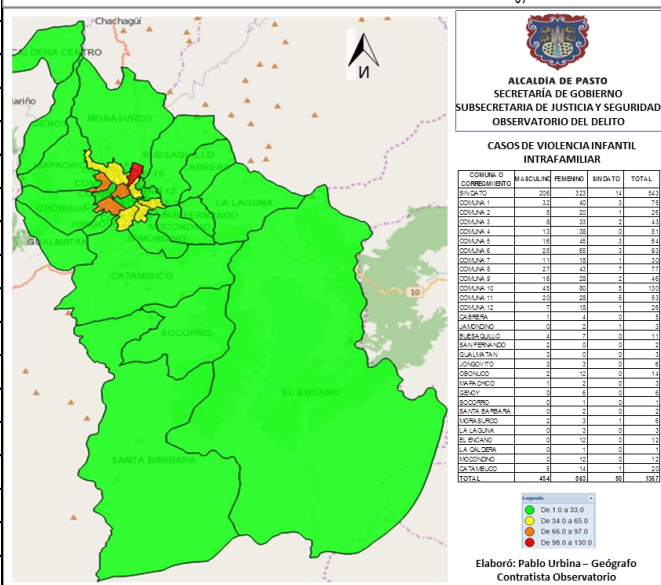 Chachagüí
CALDERA CENTRO
MORASURCO
GENOY
BUESAQUILLO
CABRERA
LA LAGUNA
OBONUCO
SAN FERNANDO
MOCONDINO
JAMONDINO
GUALMATAN
CATAMBUCO
SOCORRO
EL ENCANO
SANTA BARBARA
10
ALCALDÍA DE PASTO
SECRETARÍA DE GOBIERNO
SUBSECRETARIA DE JUSTICIA Y SEGURIDAD
OBSERVATORIO DEL DELITO
CASOS DE VIOLENCIA INFANTIL
INTRAFAMILIAR
COMUNA O CORREGIMIENTO MASCULINO FEMENINO SIN DATO TOTAL
SIN DATO 206 323 14 543
COMUNA 1 32 40 3 75
COMUNA 2 5 20 1 26
COMUNA 3 8 33 2 43
COMUNA 4 13 38 0 51
COMUNA 5 16 45 3 64
COMUNA 6 25 65 3 93
COMUNA 7 11 18 1 30
COMUNA 8 27 43 7 77
COMUNA 9 16 28 2 46
COMUNA 10 45 80 5 130
COMUNA 11 20 28 5 53
COMUNA 12 7 18 1 26
CABRERA 1 4 0 5
JAMONDINO 0 2 1 3
BUESAQUILLO 4 7 0 11
SAN FERNANDO 2 0 0 2
GUALMATAN 3 0 0 3
JONGOVITO 3 3 0 6
OBONUCO 2 12 0 14
MAPACHICO 1 2 0 3
GENOY 0 6 0 6
SOCORRO 0 1 0 1
SANTA BARBARA 0 2 0 2
MORASURCO 2 3 1 6
LA LAGUNA 0 3 0 3
EL ENCANO 0 12 0 12
LA CALDERA 0 1 0 1
MOCONDINO 0 12 0 12
CATAMBUCO 5 14 1 20
TOTAL 454 863 50 1367
Legenda
De 1.0 a 33.0
De 34.0 a 65.0
De 66.0 a 97.0
De 98.0 a 130.0
Elaboró: Pablo Urbina – Geógrafo
Contratista Observatorio